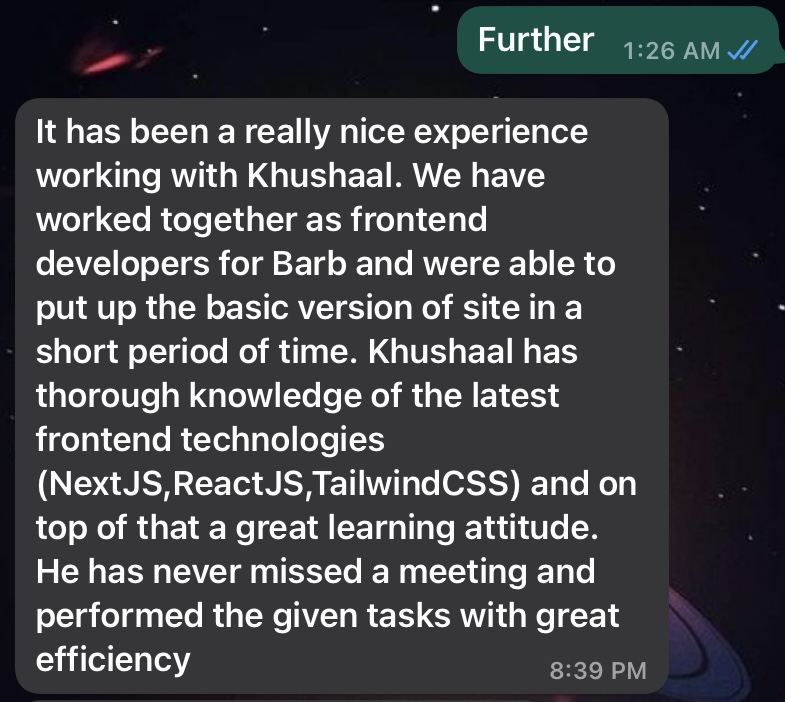 Further 1:26 AM
It has been a really nice experience
working with Khushaal. We have
worked together as frontend
developers for Barb and were able to
put up the basic version of site in a
short period of time. Khushaal has
thorough knowledge of the latest
frontend technologies
(NextJS,ReactJS,TailwindCSS) and on
top of that a great learning attitude.
He has never missed a meeting and
performed the given tasks with great
efficiency 8:39 PM